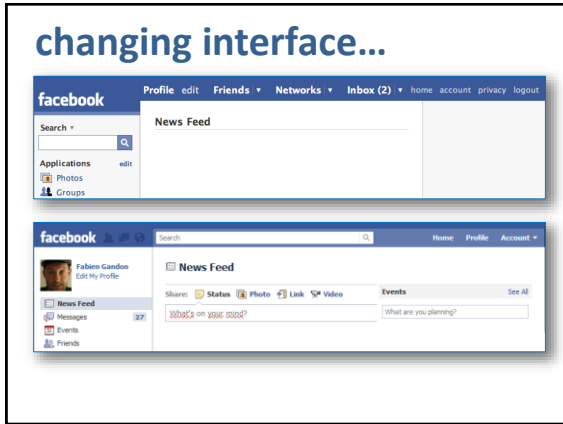 changing interface...
facebook
Profile edit Friends ▾ Networks ▾ Inbox (2) ▾ home account privacy logout
Search ▾
News Feed
Applications edit
Photos
Groups
facebook
Search
Home Profile Account ▾
Fabien Gandon
Edit My Profile
News Feed
Share: Status Photo Link Video
Events See All
News Feed
What's on your mind?
What are you planning?
Messages 27
Events
Friends